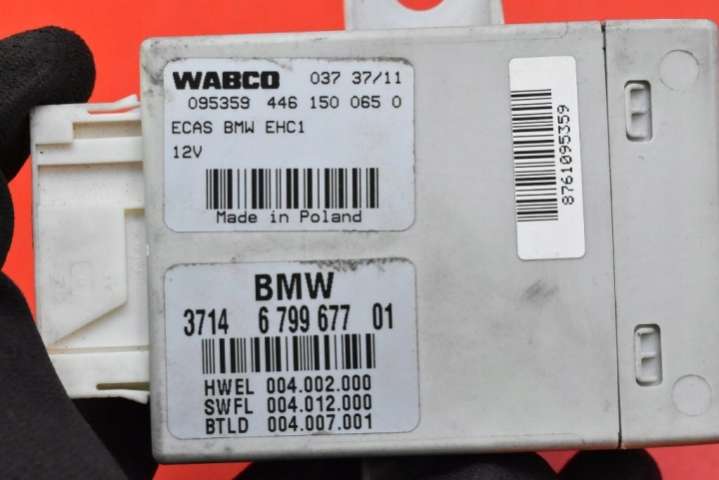 WABCO 037 37/11
095359 446 150 065 0
ECAS BMW EHC1
12V
Made in Poland
8761095359
BMW
3714 6 799 677 01
HWEL 004.002.000
SWFL 004.012.000
BTLD 004.007.001